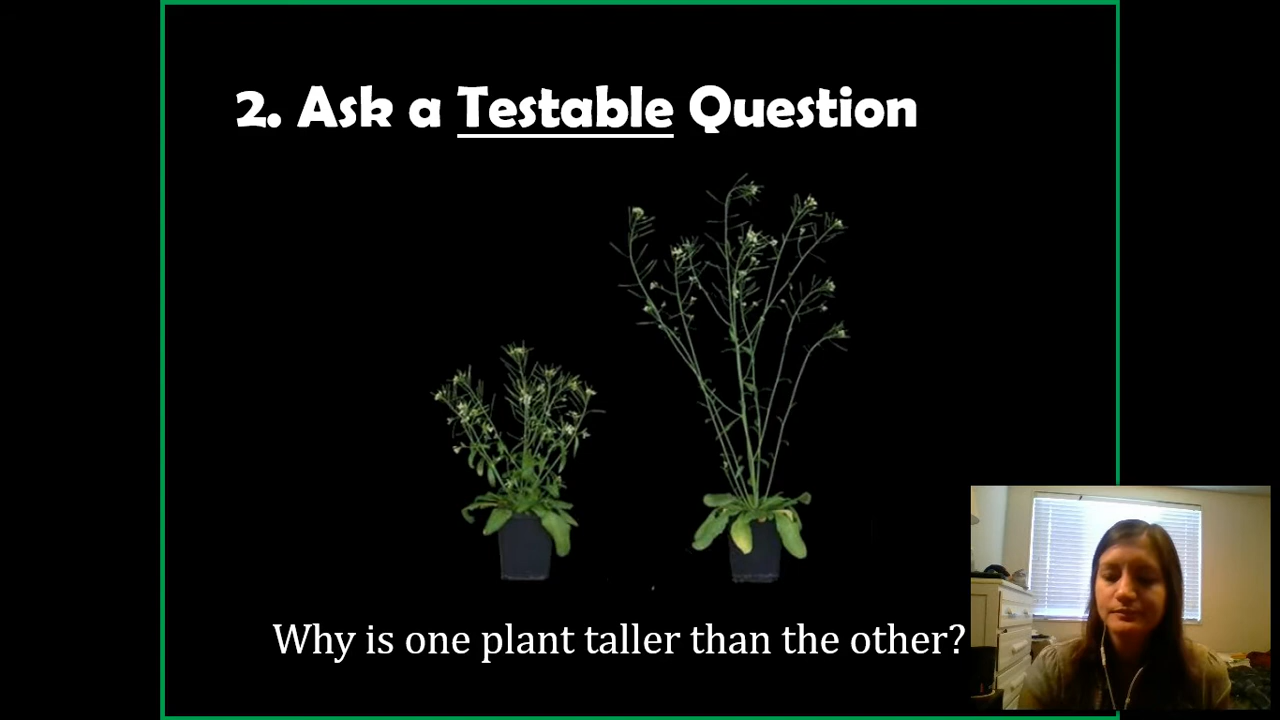 2. Ask a Testable Question
Why is one plant taller than the other?